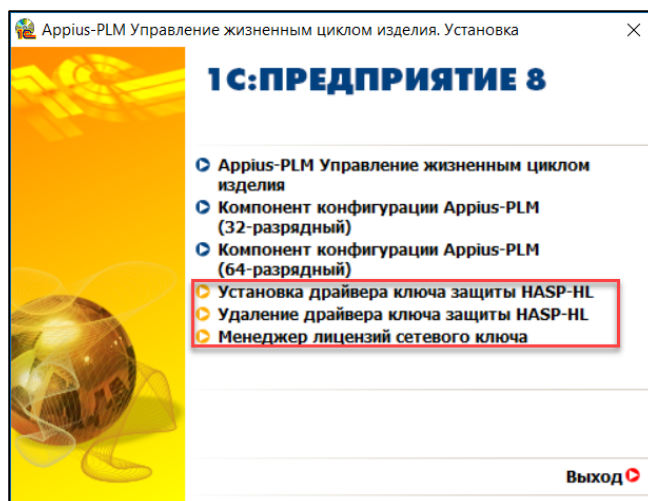 Appius-PLM Управление жизненным циклом изделия. Установка
1С:ПРЕДПРИЯТИЕ 8
Appius-PLM Управление жизненным циклом
изделия
Компонент конфигурации Appius-PLM
(32-разрядный)
Компонент конфигурации Appius-PLM
(64-разрядный)
Установка драйвера ключа защиты HASP-HL
Удаление драйвера ключа защиты HASP-HL
Менеджер лицензий сетевого ключа
Выход